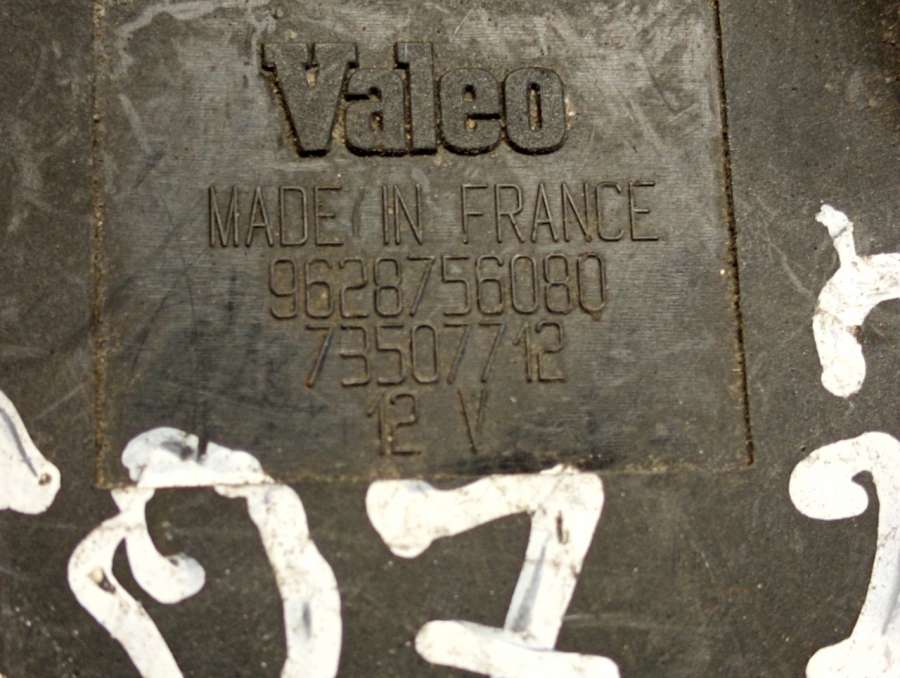 Valeo
MADE IN FRANCE
9628756080
73507712
12 V